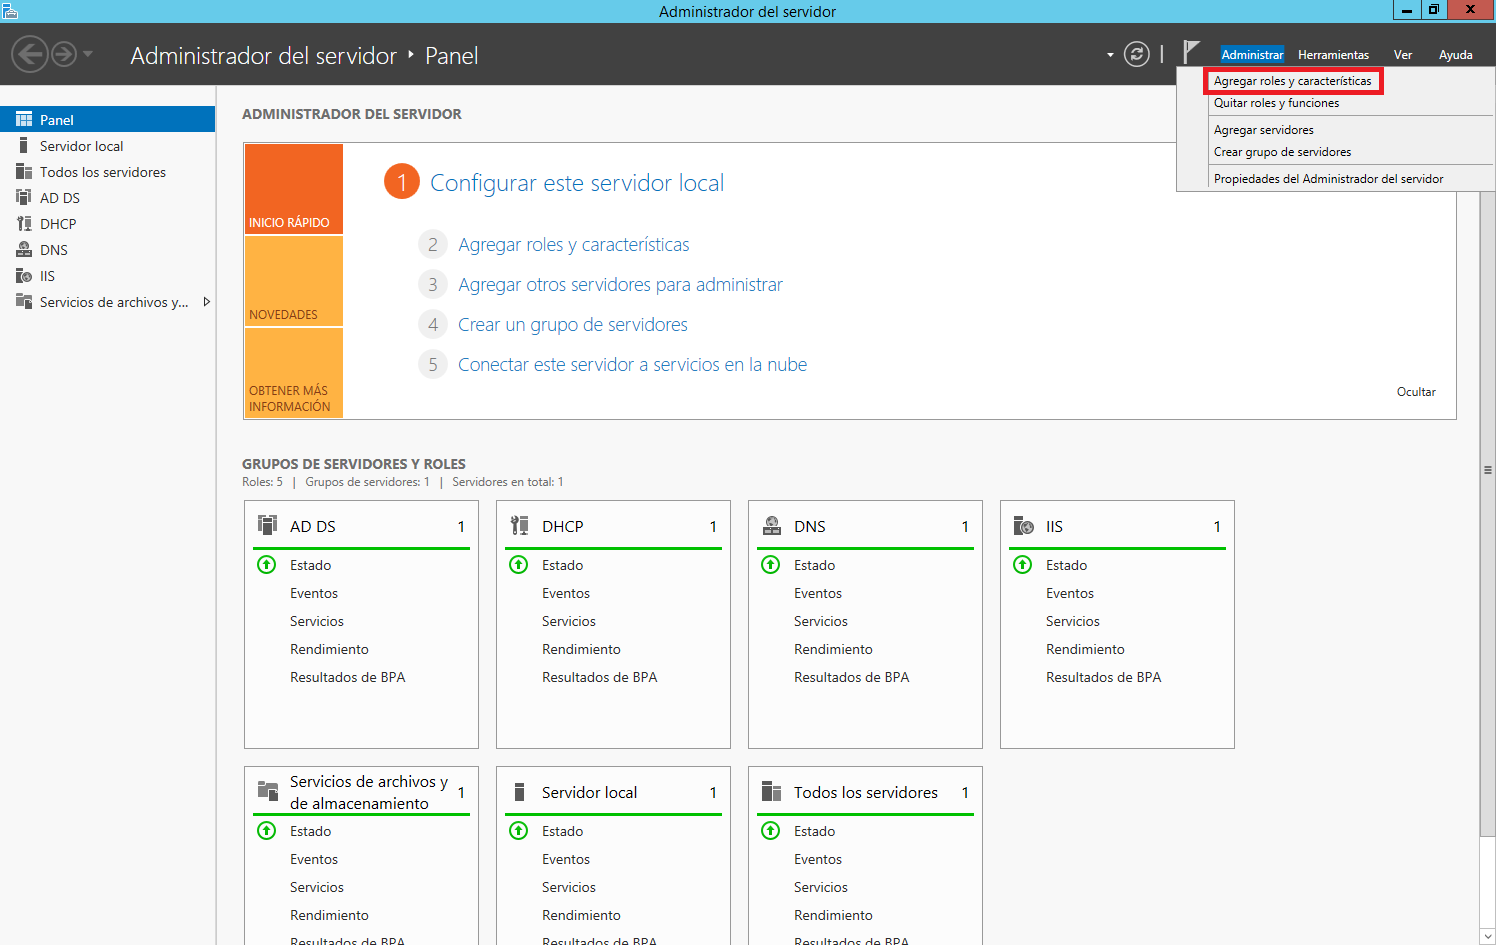 Administrador del servidor
Administrador del servidor ‣ Panel
Administrar Herramientas Ver Ayuda
Agregar roles y características
Quitar roles y funciones
Agregar servidores
Crear grupo de servidores
Propiedades del Administrador del servidor
Panel
Servidor local
Todos los servidores
AD DS
DHCP
DNS
IIS
Servicios de archivos y...
ADMINISTRADOR DEL SERVIDOR
INICIO RÁPIDO
NOVEDADES
OBTENER MÁS
INFORMACIÓN
1 Configurar este servidor local
2 Agregar roles y características
3 Agregar otros servidores para administrar
4 Crear un grupo de servidores
5 Conectar este servidor a servicios en la nube
Ocultar
GRUPOS DE SERVIDORES Y ROLES
Roles: 5 | Grupos de servidores: 1 | Servidores en total: 1
AD DS 1
Estado
Eventos
Servicios
Rendimiento
Resultados de BPA
DHCP 1
Estado
Eventos
Servicios
Rendimiento
Resultados de BPA
DNS 1
Estado
Eventos
Servicios
Rendimiento
Resultados de BPA
IIS 1
Estado
Eventos
Servicios
Rendimiento
Resultados de BPA
Servicios de archivos y
de almacenamiento 1
Estado
Eventos
Servicios
Rendimiento
Resultados de BPA
Servidor local 1
Estado
Eventos
Servicios
Rendimiento
Resultados de BPA
Todos los servidores 1
Estado
Eventos
Servicios
Rendimiento
Resultados de BPA